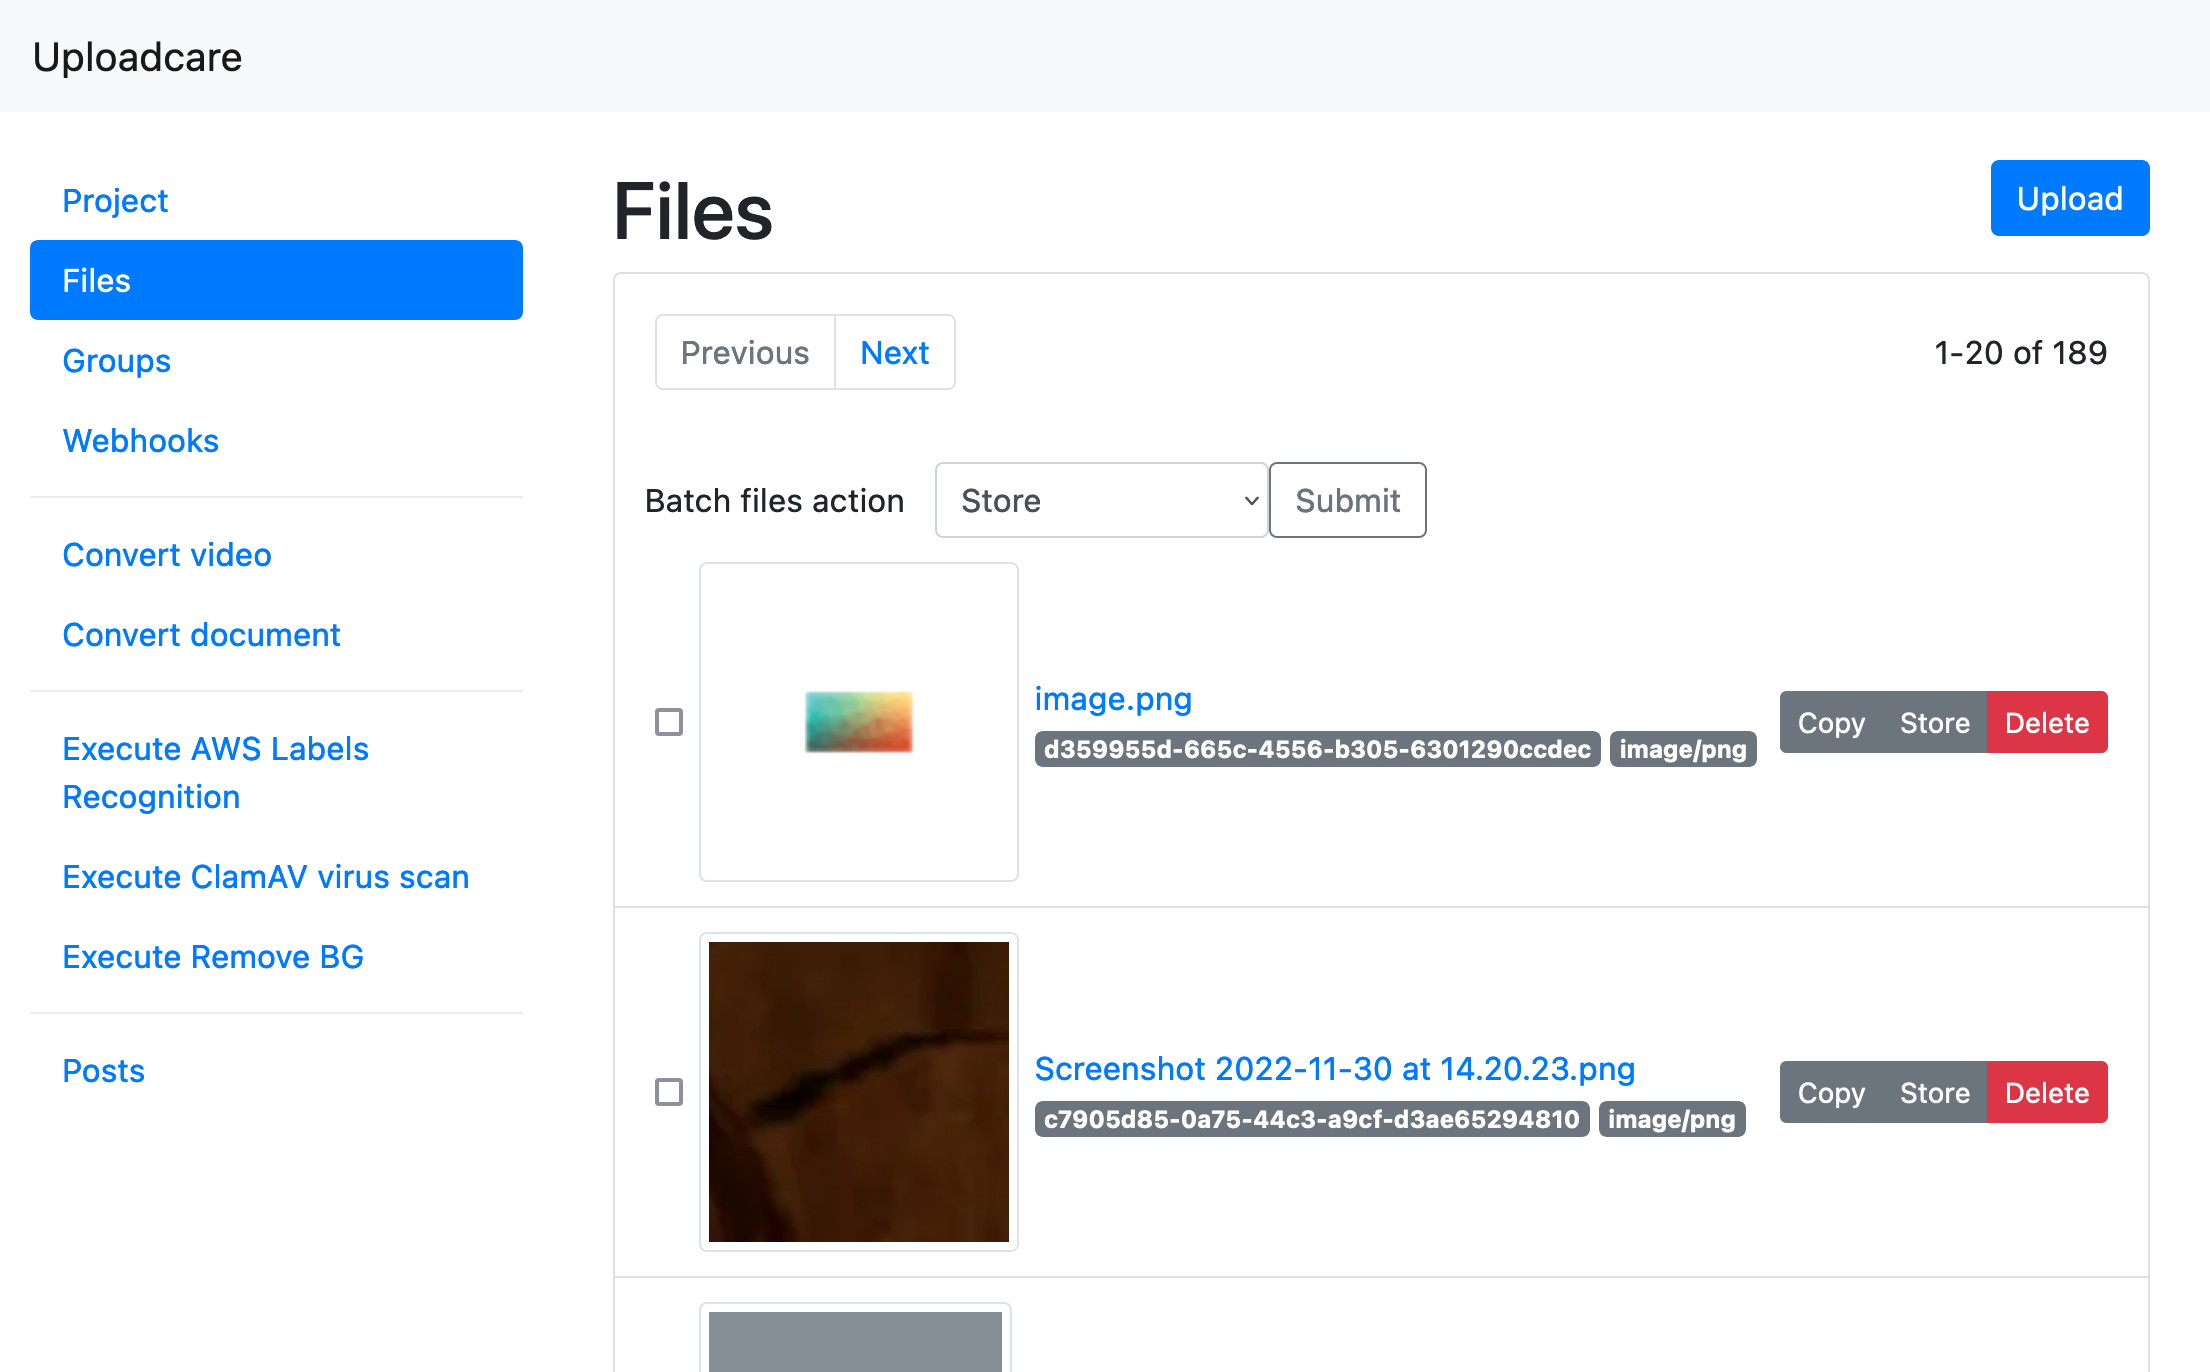 Uploadcare
Project
Files
Groups
Webhooks
Convert video
Convert document
Execute AWS Labels
Recognition
Execute ClamAV virus scan
Execute Remove BG
Posts
Files
Upload
Previous Next 1-20 of 189
Batch files action Store Submit
image.png
d359955d-665c-4556-b305-6301290ccdec image/png
Copy Store Delete
Screenshot 2022-11-30 at 14.20.23.png
c7905d85-0a75-44c3-a9cf-d3ae65294810 image/png
Copy Store Delete